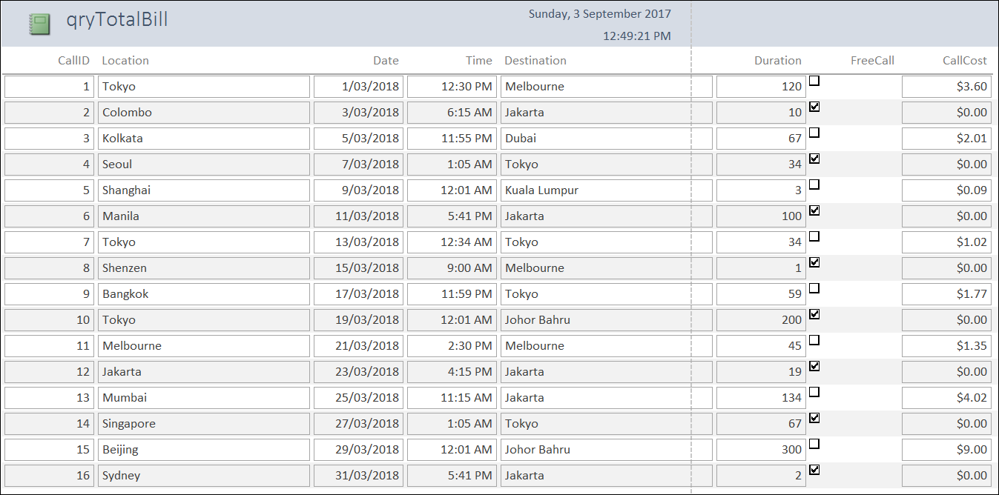 qryTotalBill Sunday, 3 September 2017
12:49:21 PM
CallID Location Date Time Destination Duration FreeCall CallCost
1 Tokyo 1/03/2018 12:30 PM Melbourne 120 $3.60
2 Colombo 3/03/2018 6:15 AM Jakarta 10 $0.00
3 Kolkata 5/03/2018 11:55 PM Dubai 67 $2.01
4 Seoul 7/03/2018 1:05 AM Tokyo 34 $0.00
5 Shanghai 9/03/2018 12:01 AM Kuala Lumpur 3 $0.09
6 Manila 11/03/2018 5:41 PM Jakarta 100 $0.00
7 Tokyo 13/03/2018 12:34 AM Tokyo 34 $1.02
8 Shenzen 15/03/2018 9:00 AM Melbourne 1 $0.00
9 Bangkok 17/03/2018 11:59 PM Tokyo 59 $1.77
10 Tokyo 19/03/2018 12:01 AM Johor Bahru 200 $0.00
11 Melbourne 21/03/2018 2:30 PM Melbourne 45 $1.35
12 Jakarta 23/03/2018 4:15 PM Jakarta 19 $0.00
13 Mumbai 25/03/2018 11:15 AM Jakarta 134 $4.02
14 Singapore 27/03/2018 1:05 AM Tokyo 67 $0.00
15 Beijing 29/03/2018 12:01 AM Johor Bahru 300 $9.00
16 Sydney 31/03/2018 5:41 PM Jakarta 2 $0.00